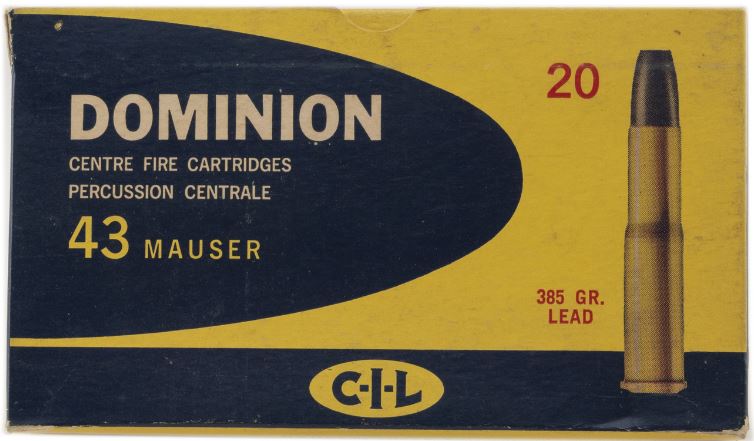 DOMINION
CENTRE FIRE CARTRIDGES
PERCUSSION CENTRALE
43 MAUSER
20
385 GR.
LEAD
C-I-L